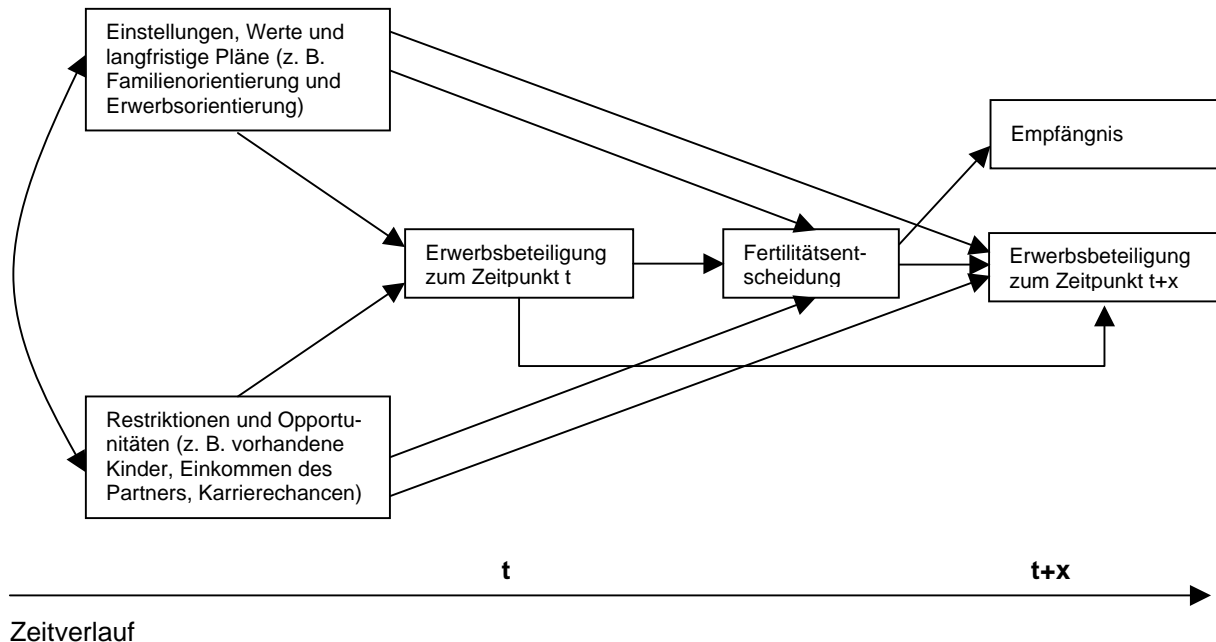 Einstellungen, Werte und
langfristige Pläne (z. B.
Familienorientierung und
Erwerbsorientierung)
Empfängnis
Erwerbsbeteiligung
zum Zeitpunkt t
Fertilitätsent-
scheidung
Erwerbsbeteiligung
zum Zeitpunkt t+x
Restriktionen und Opportu-
nitäten (z. B. vorhandene
Kinder, Einkommen des
Partners, Karrierechancen)
t
t+x
Zeitverlauf